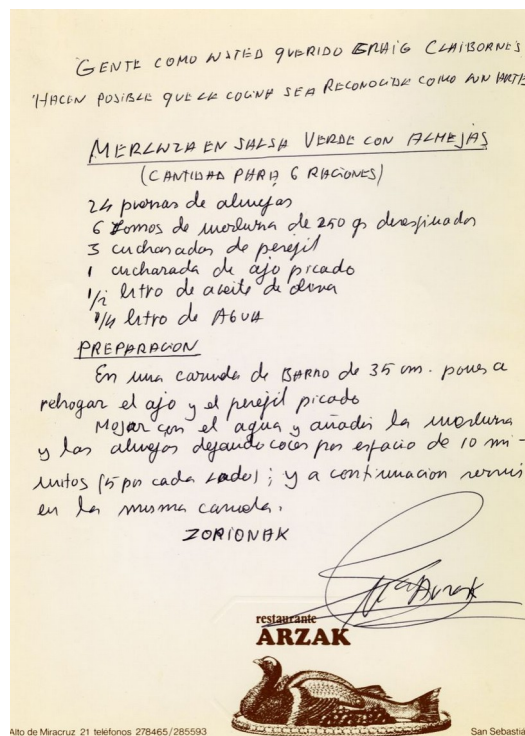 GENTE COMO USTED QUERIDO GRAIG CLAIBORNE'S
HACEN POSIBLE QUE LA COCINA SEA RECONOCIDA COMO UN ARTE
MERLUZA EN SALSA VERDE CON ALMEJAS
(CANTIDAD PARA 6 RACIONES)
24 piezas de almejas
6 lomos de merluza de 250 gs desespinados
3 cucharadas de perejil
1 cucharada de ajo picado
1/2 litro de aceite de oliva
1/4 litro de AGUA
PREPARACION
En una cazuela de BARRO de 35 cm. poner a
rehogar el ajo y el perejil picado
Mojar con el agua y añadir la merluza
y las almejas dejando cocer por espacio de 10 mi-
nutos (5 por cada lado); y a continuacion servir
en la misma cazuela.
ZORIONAK
Arzak
restaurante
ARZAK
Alto de Miracruz 21 teléfonos 278465/285593
San Sebastia